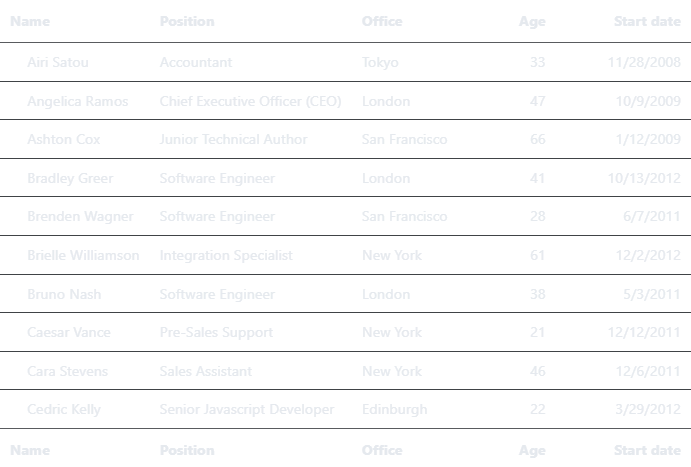 Name Position Office Age Start date
Airi Satou Accountant Tokyo 33 11/28/2008
Angelica Ramos Chief Executive Officer (CEO) London 47 10/9/2009
Ashton Cox Junior Technical Author San Francisco 66 1/12/2009
Bradley Greer Software Engineer London 41 10/13/2012
Brenden Wagner Software Engineer San Francisco 28 6/7/2011
Brielle Williamson Integration Specialist New York 61 12/2/2012
Bruno Nash Software Engineer London 38 5/3/2011
Caesar Vance Pre-Sales Support New York 21 12/12/2011
Cara Stevens Sales Assistant New York 46 12/6/2011
Cedric Kelly Senior Javascript Developer Edinburgh 22 3/29/2012
Name Position Office Age Start date